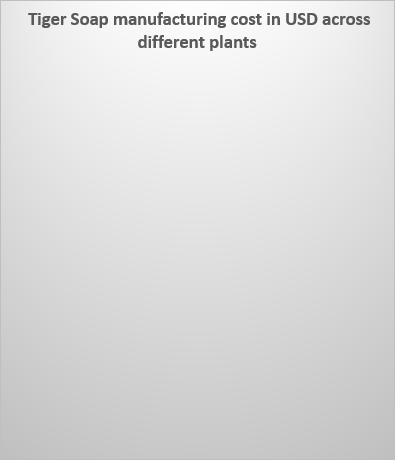 Tiger Soap manufacturing cost in USD across
different plants